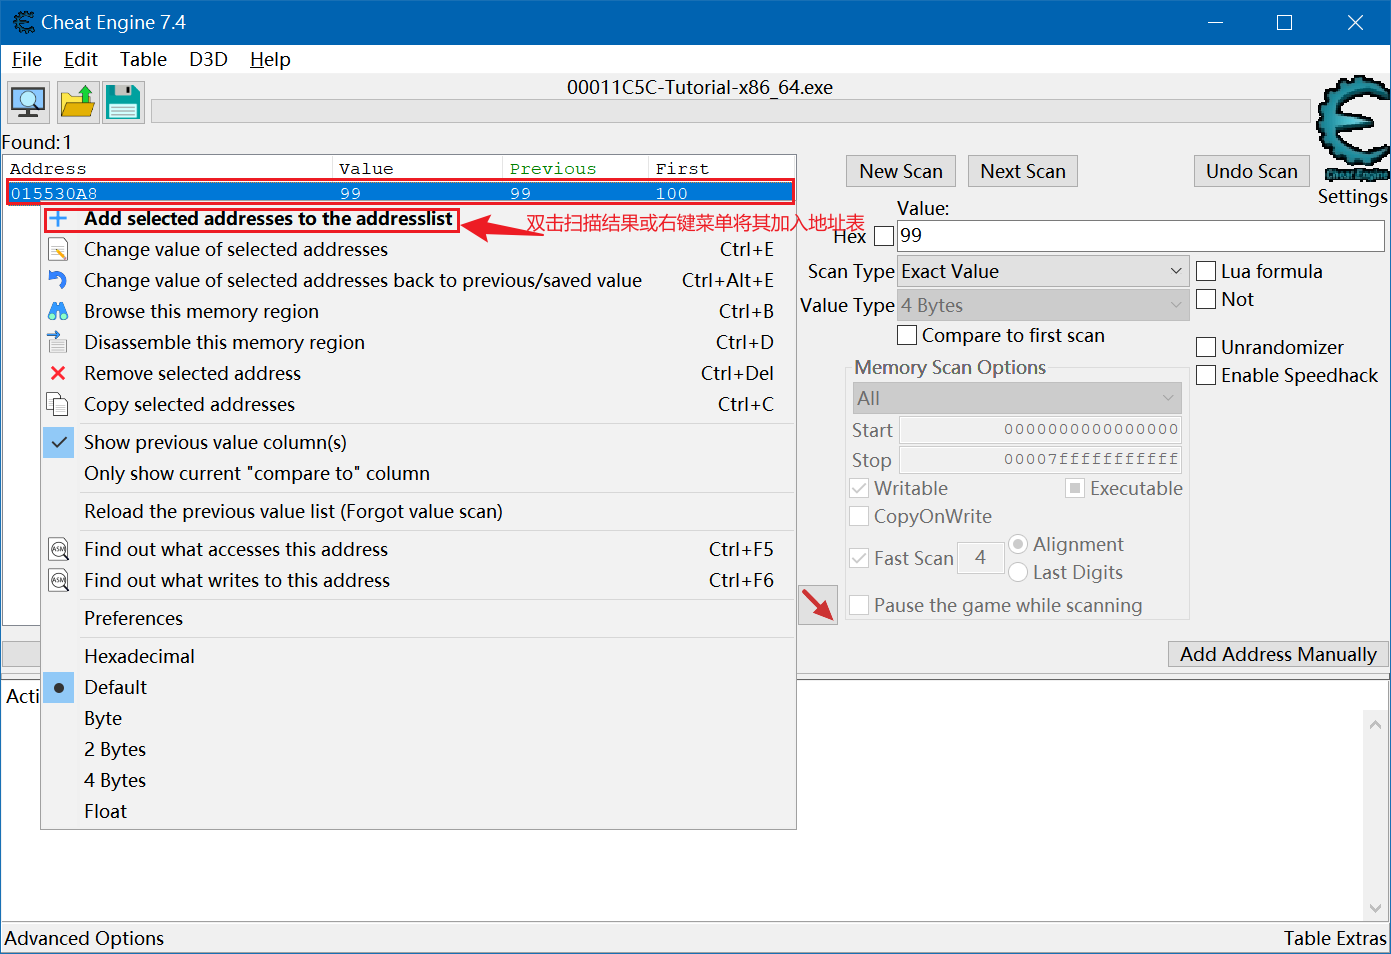 Cheat Engine 7.4
File Edit Table D3D Help
00011C5C-Tutorial-x86_64.exe
Found: 1
Address Value Previous First
015530A8 99 99 100
Add selected addresses to the addresslist
双击扫描结果或右键菜单将其加入地址表
Change value of selected addresses Ctrl+E
Change value of selected addresses back to previous/saved value Ctrl+Alt+E
Browse this memory region Ctrl+B
Disassemble this memory region Ctrl+D
Remove selected address Ctrl+Del
Copy selected addresses Ctrl+C
Show previous value column(s)
Only show current "compare to" column
Reload the previous value list (Forgot value scan)
Find out what accesses this address Ctrl+F5
Find out what writes to this address Ctrl+F6
Preferences
Hexadecimal
Default
Byte
2 Bytes
4 Bytes
Float
New Scan Next Scan Undo Scan
Cheat Engine
Settings
Value:
Hex 99
Scan Type Exact Value
Lua formula
Value Type 4 Bytes
Not
Compare to first scan
Unrandomizer
Enable Speedhack
Memory Scan Options
All
Start 0000000000000000
Stop 00007fffffffffff
Writable Executable
CopyOnWrite
Fast Scan 4 Alignment
Last Digits
Pause the game while scanning
Add Address Manually
Acti
Advanced Options Table Extras